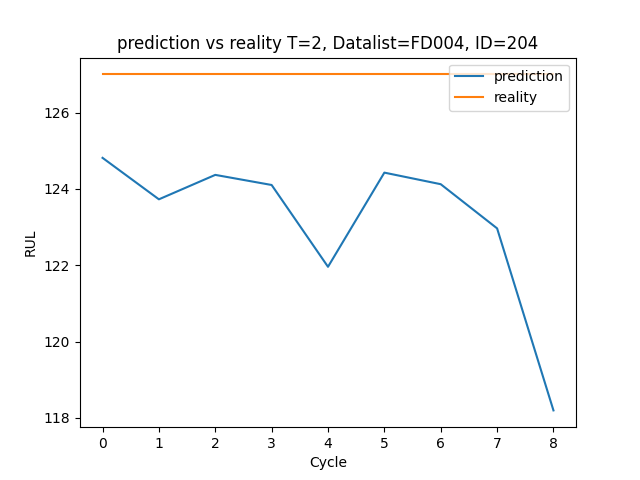 prediction vs reality T=2, Datalist=FD004, ID=204
prediction
reality
126
124
122
120
118
RUL
0 1 2 3 4 5 6 7 8
Cycle